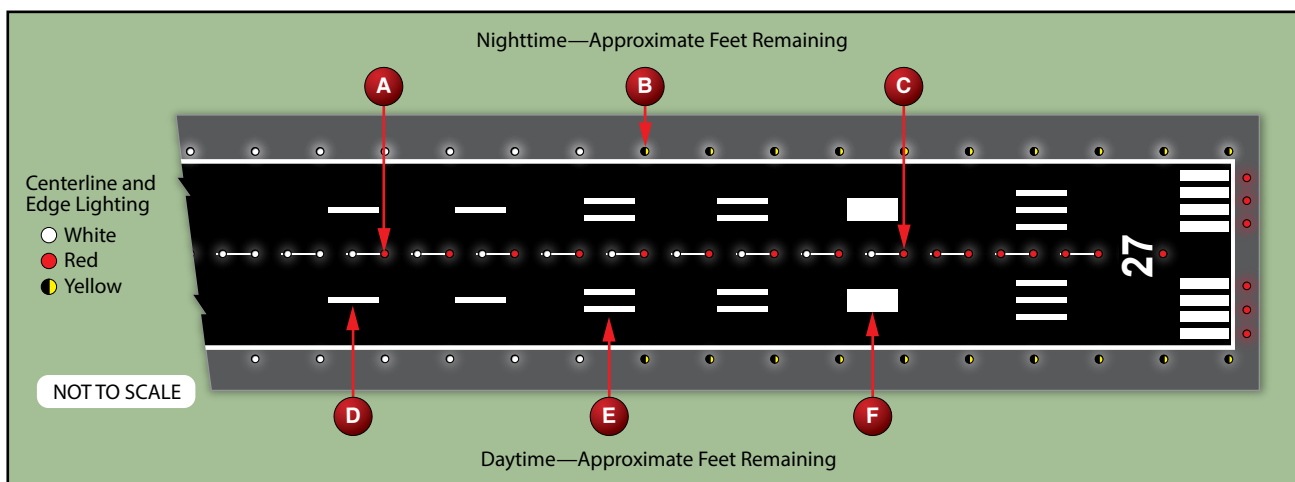 Nighttime—Approximate Feet Remaining
A
B
C
Centerline and
Edge Lighting
White
Red
Yellow
27
NOT TO SCALE
D
E
F
Daytime—Approximate Feet Remaining